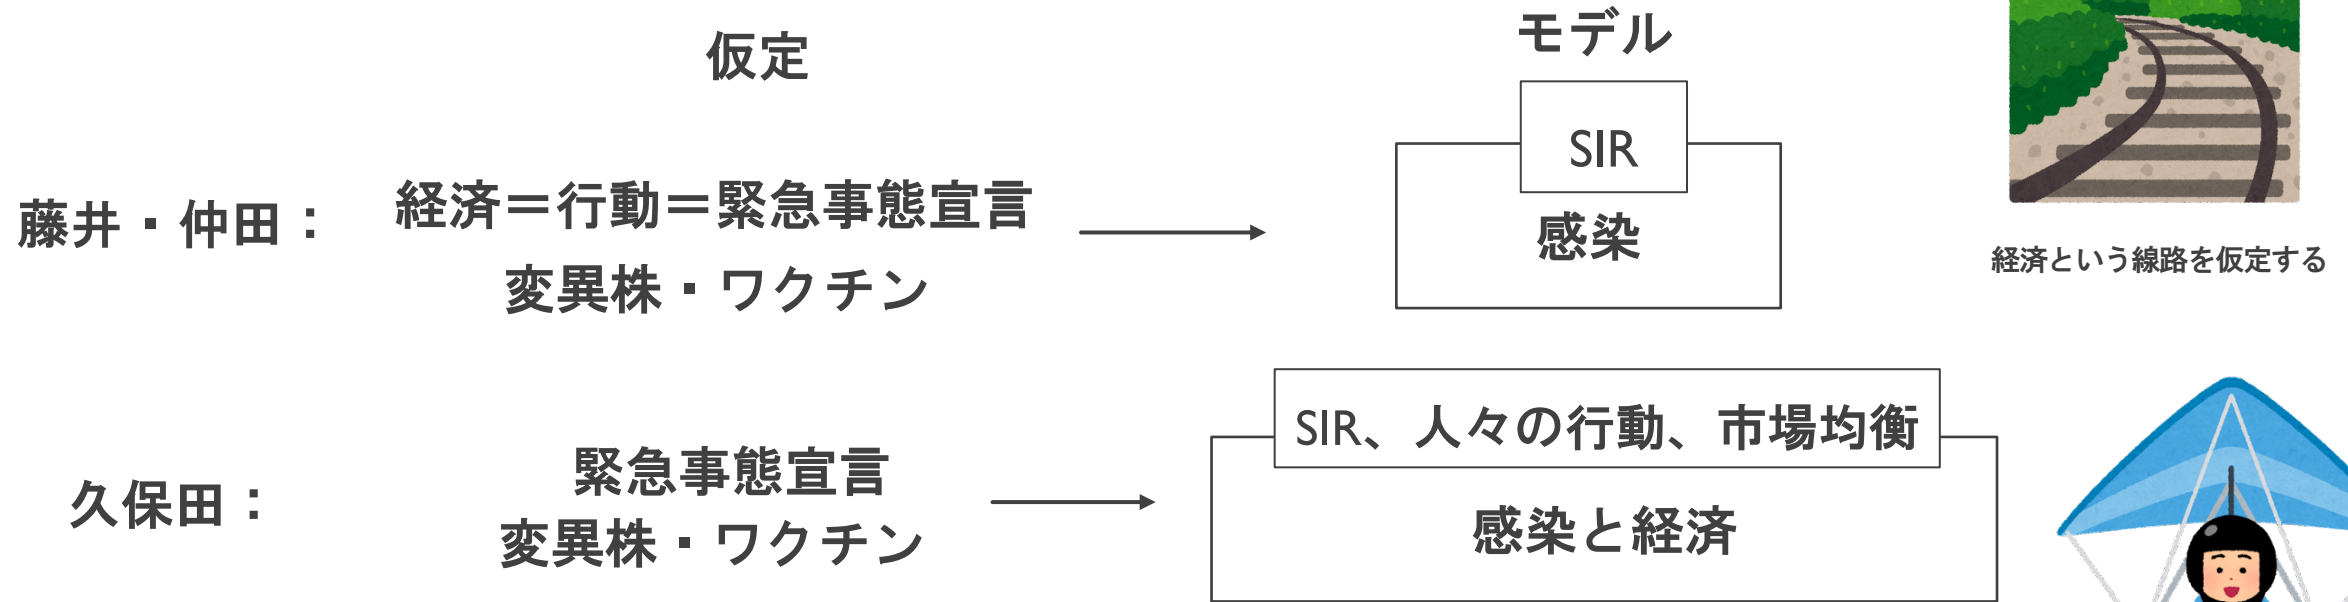 仮定
モデル
藤井・仲田：
経済＝行動＝緊急事態宣言
変異株・ワクチン
SIR
感染
経済という線路を仮定する
久保田：
緊急事態宣言
変異株・ワクチン
SIR、人々の行動、市場均衡
感染と経済